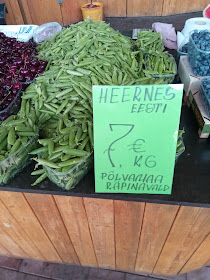 HEERNES
EESTI
7.- €
KG
PÕLVAMAA
RÄPINAVALD